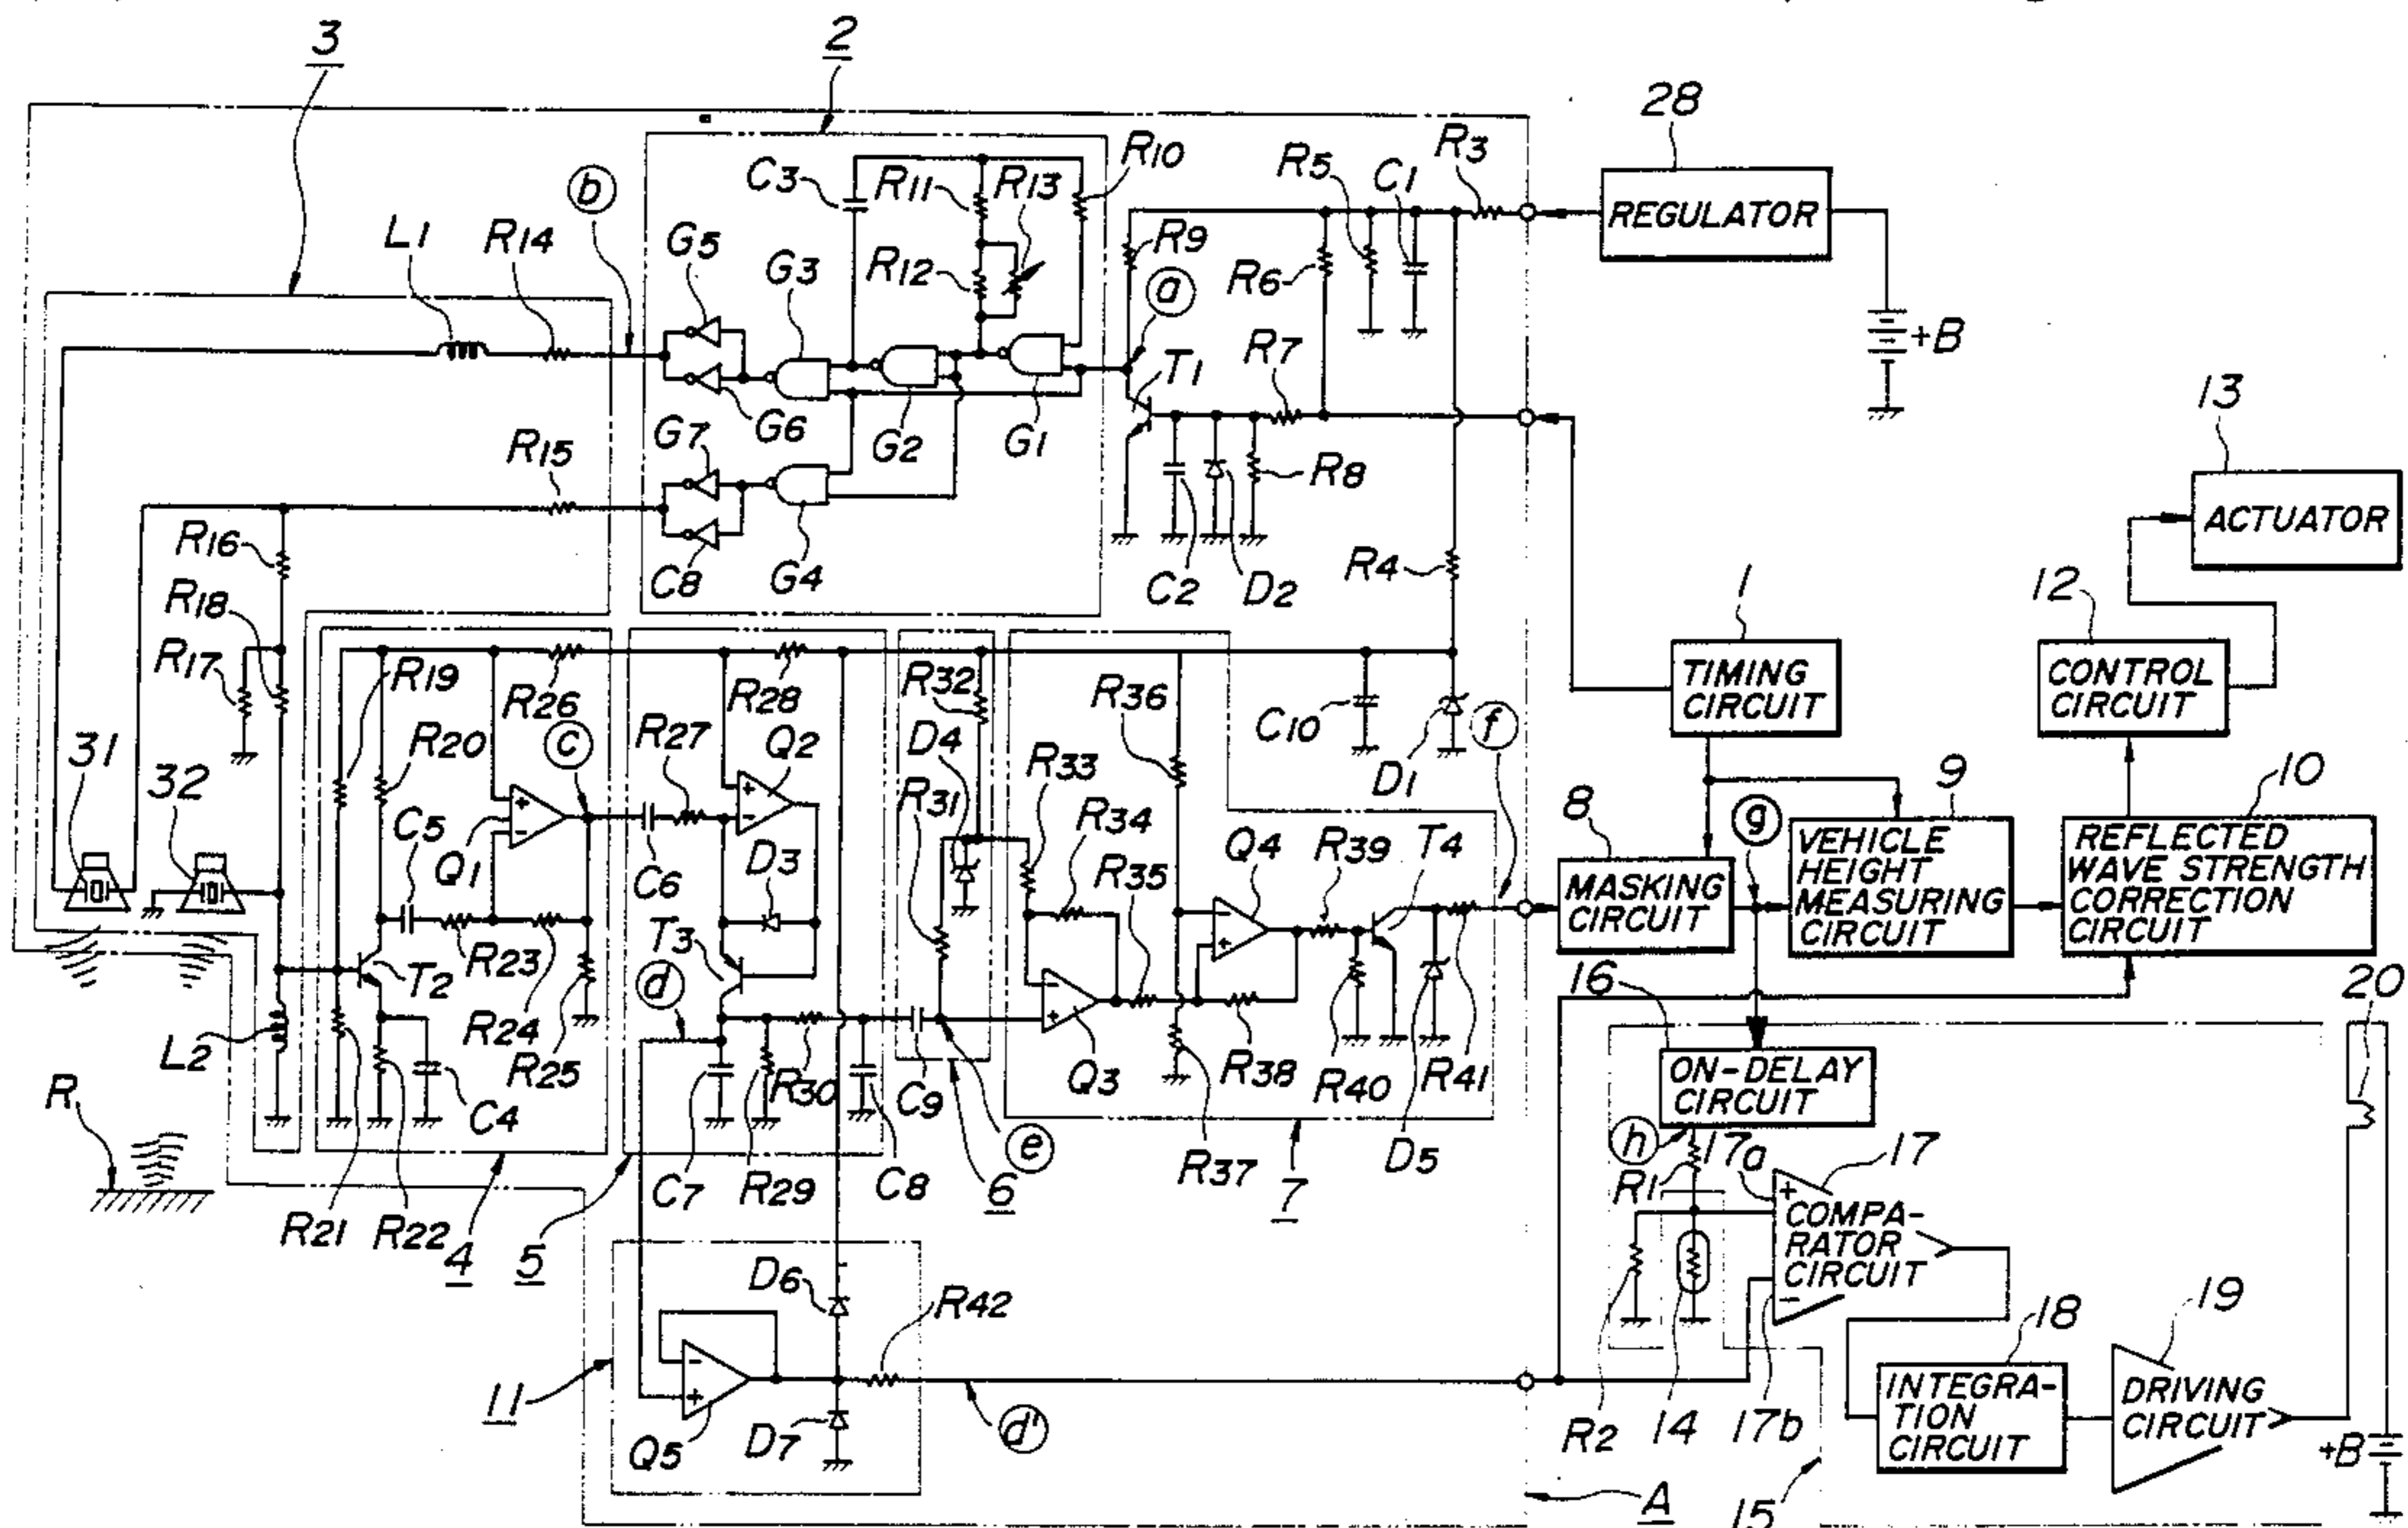 3
2
28
b
C3
R11
R13
R10
R5
C1
R3
REGULATOR
L1
R14
G5
G3
R12
R9
a
R6
+B
R7
T1
13
G7
G6
G2
G1
R15
R8
ACTUATOR
R16
C8
G4
C2
D2
R4
1
12
R18
R17
R19
R26
R28
R32
R36
TIMING CIRCUIT
CONTROL CIRCUIT
R20
c
R27
Q2
D4
C10
f
31
32
R33
D1
9
10
C5
Q1
C6
D3
R31
R34
Q4
R39
T4
8
g
VEHICLE HEIGHT MEASURING CIRCUIT
REFLECTED WAVE STRENGTH CORRECTION CIRCUIT
R35
MASKING CIRCUIT
T2
R23
T3
d
16
20
L2
R24
R25
R30
C9
Q3
R38
R40
R41
ON-DELAY CIRCUIT
R
C4
e
h
17a
17
C7
R29
C8
6
R37
7
D5
R1
+
COMPARATOR CIRCUIT
-
R21
R22
4
5
D6
R42
18
19
11
Q5
D7
d'
R2
14
17b
INTEGRATION CIRCUIT
DRIVING CIRCUIT
+B
A
15